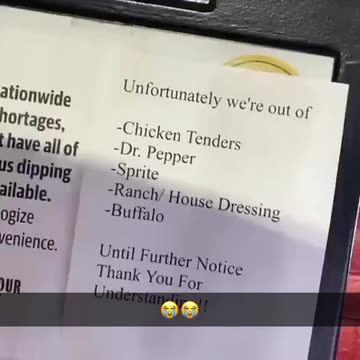 ationwide
hortages,
t have all of
us dipping
ailable.
ogize
venience.
OUR
Unfortunately we're out of
-Chicken Tenders
-Dr. Pepper
-Sprite
-Ranch/ House Dressing
-Buffalo
Until Further Notice
Thank You For
Understanding!!
😭😭